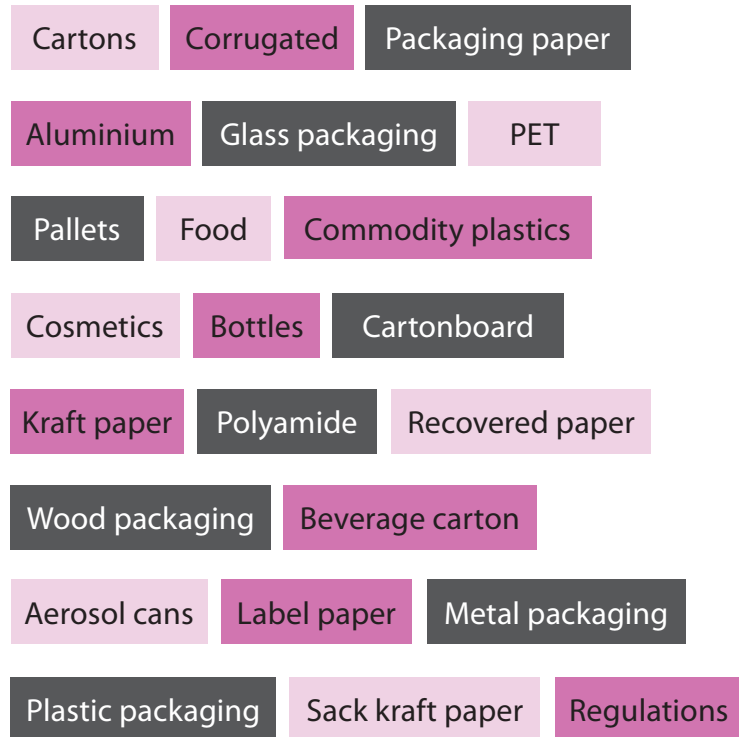 Cartons Corrugated Packaging paper
Aluminium Glass packaging PET
Pallets Food Commodity plastics
Cosmetics Bottles Cartonboard
Kraft paper Polyamide Recovered paper
Wood packaging Beverage carton
Aerosol cans Label paper Metal packaging
Plastic packaging Sack kraft paper Regulations